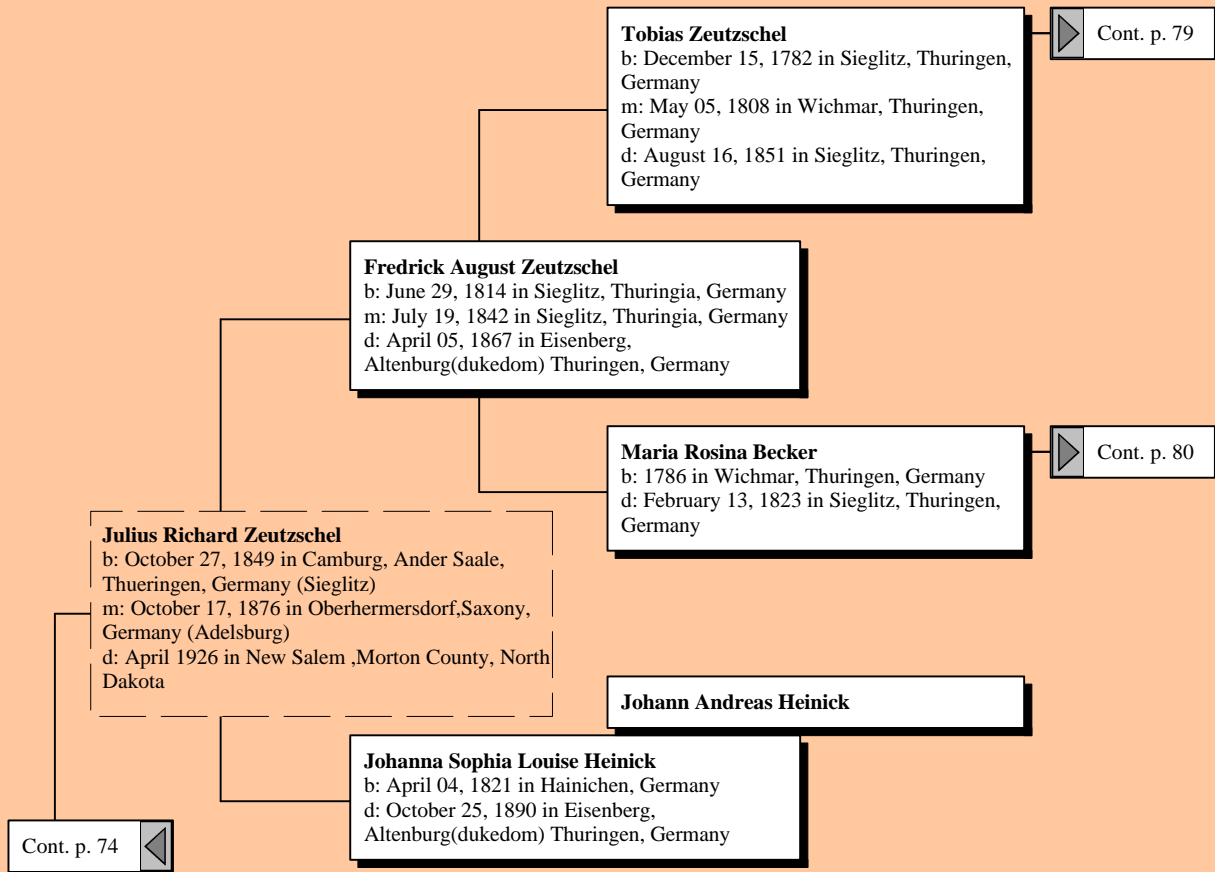 Tobias Zeutzschel
b: December 15, 1782 in Sieglitz, Thuringen,
Germany
m: May 05, 1808 in Wichmar, Thuringen,
Germany
d: August 16, 1851 in Sieglitz, Thuringen,
Germany
Cont. p. 79
Fredrick August Zeutzschel
b: June 29, 1814 in Sieglitz, Thuringia, Germany
m: July 19, 1842 in Sieglitz, Thuringia, Germany
d: April 05, 1867 in Eisenberg,
Altenburg(dukedom) Thuringen, Germany
Maria Rosina Becker
b: 1786 in Wichmar, Thuringen, Germany
d: February 13, 1823 in Sieglitz, Thuringen,
Germany
Cont. p. 80
Julius Richard Zeutzschel
b: October 27, 1849 in Camburg, Ander Saale,
Thueringen, Germany (Sieglitz)
m: October 17, 1876 in Oberhermersdorf,Saxony,
Germany (Adelsburg)
d: April 1926 in New Salem ,Morton County, North
Dakota
Johann Andreas Heinick
Johanna Sophia Louise Heinick
b: April 04, 1821 in Hainichen, Germany
d: October 25, 1890 in Eisenberg,
Altenburg(dukedom) Thuringen, Germany
Cont. p. 74